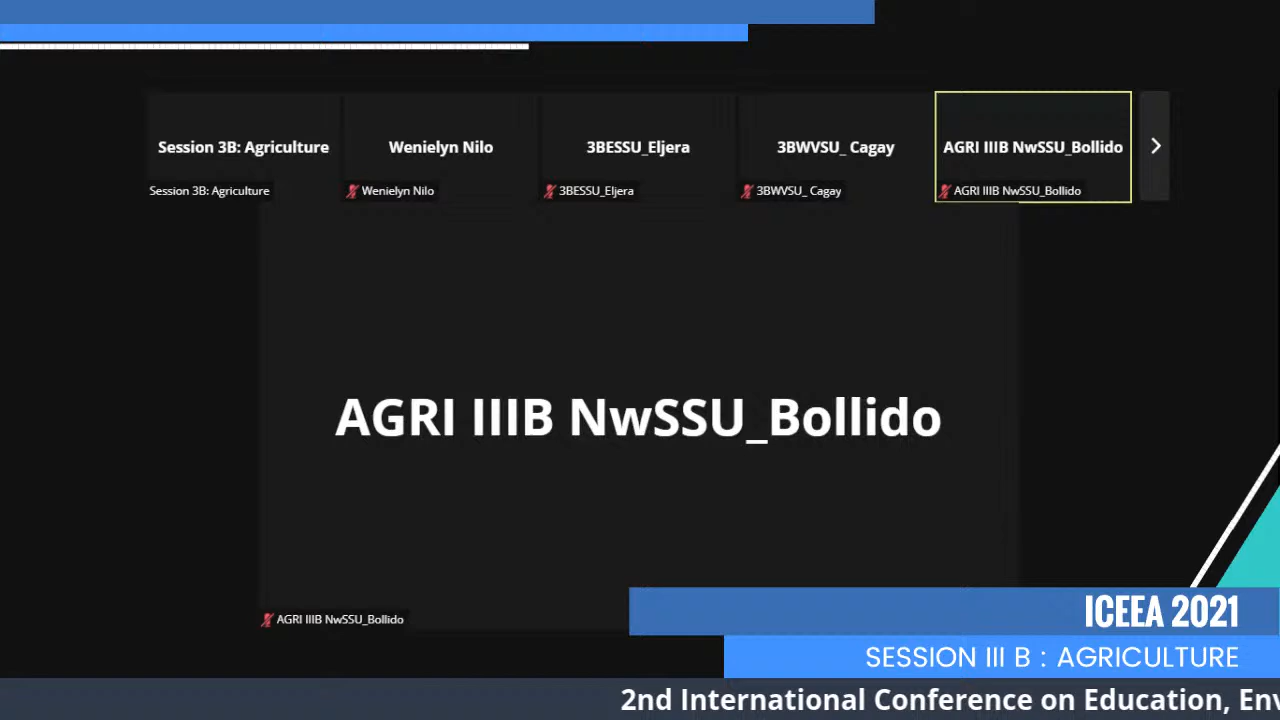 Session 3B: Agriculture
Wenielyn Nilo
3BESSU_Eljera
3BWVSU_ Cagay
AGRI IIIB NwSSU_Bollido
Session 3B: Agriculture
Wenielyn Nilo
3BESSU_Eljera
3BWVSU_ Cagay
AGRI IIIB NwSSU_Bollido
AGRI IIIB NwSSU_Bollido
AGRI IIIB NwSSU_Bollido
ICEEA 2021
SESSION III B : AGRICULTURE
2nd International Conference on Education, Env